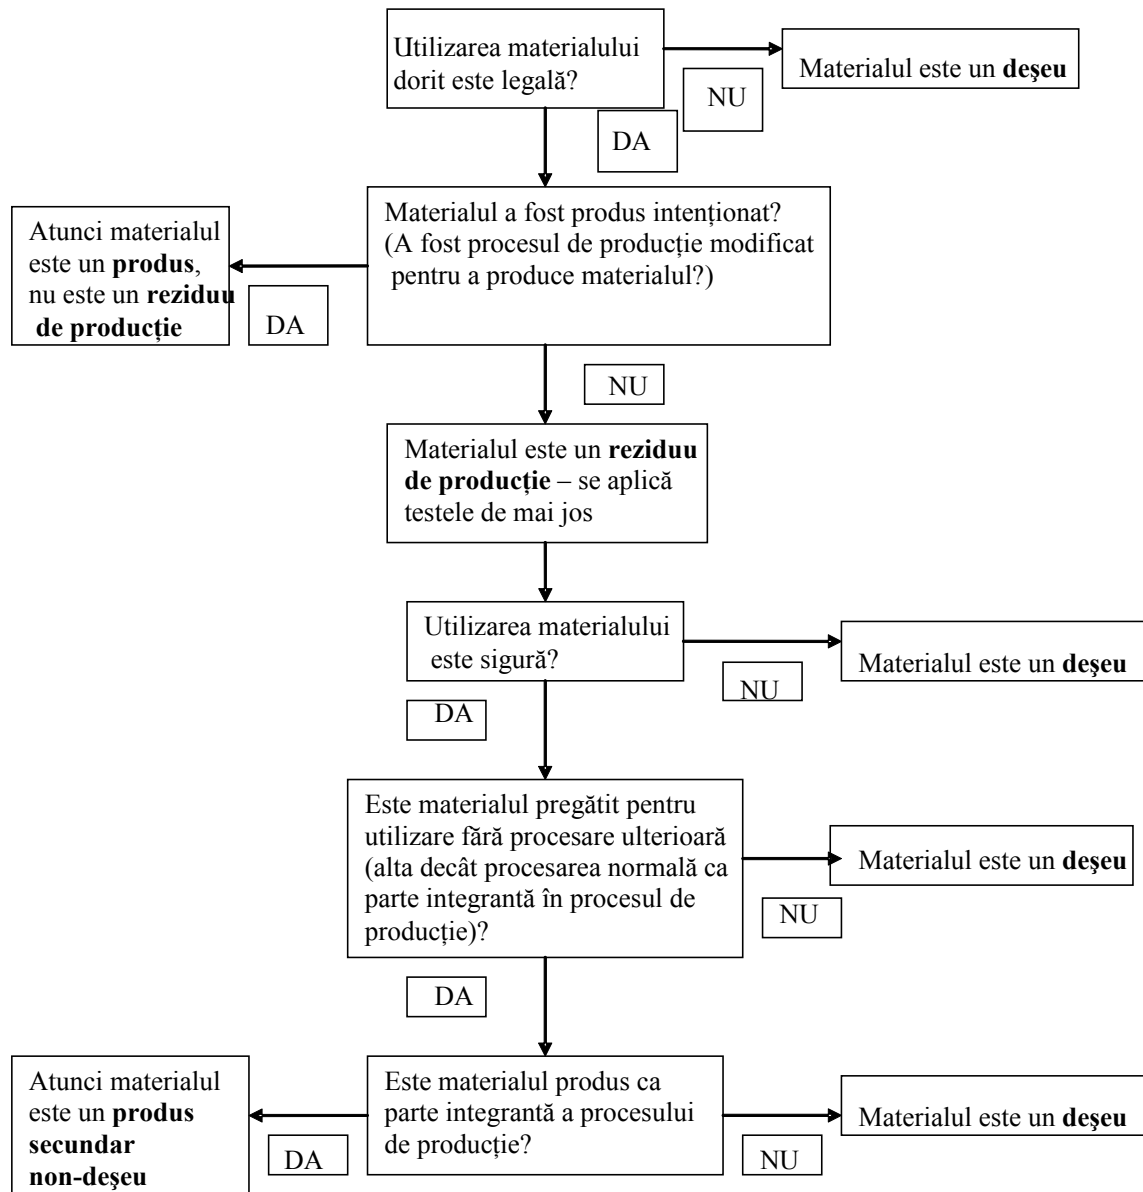 Utilizarea materialului
dorit este legală?
Materialul este un deşeu
NU
DA
Materialul a fost produs intenționat?
(A fost procesul de producție modificat
pentru a produce materialul?)
Atunci materialul
este un produs,
nu este un reziduu
de producție
DA
NU
Materialul este un reziduu
de producție – se aplică
testele de mai jos
Utilizarea materialului
este sigură?
Materialul este un deşeu
NU
DA
Este materialul pregătit pentru
utilizare fără procesare ulterioară
(alta decât procesarea normală ca
parte integrantă în procesul de
producție)?
Materialul este un deşeu
NU
DA
Atunci materialul
este un produs
secundar
non-deşeu
Este materialul produs ca
parte integrantă a procesului
de producție?
Materialul este un deşeu
DA
NU